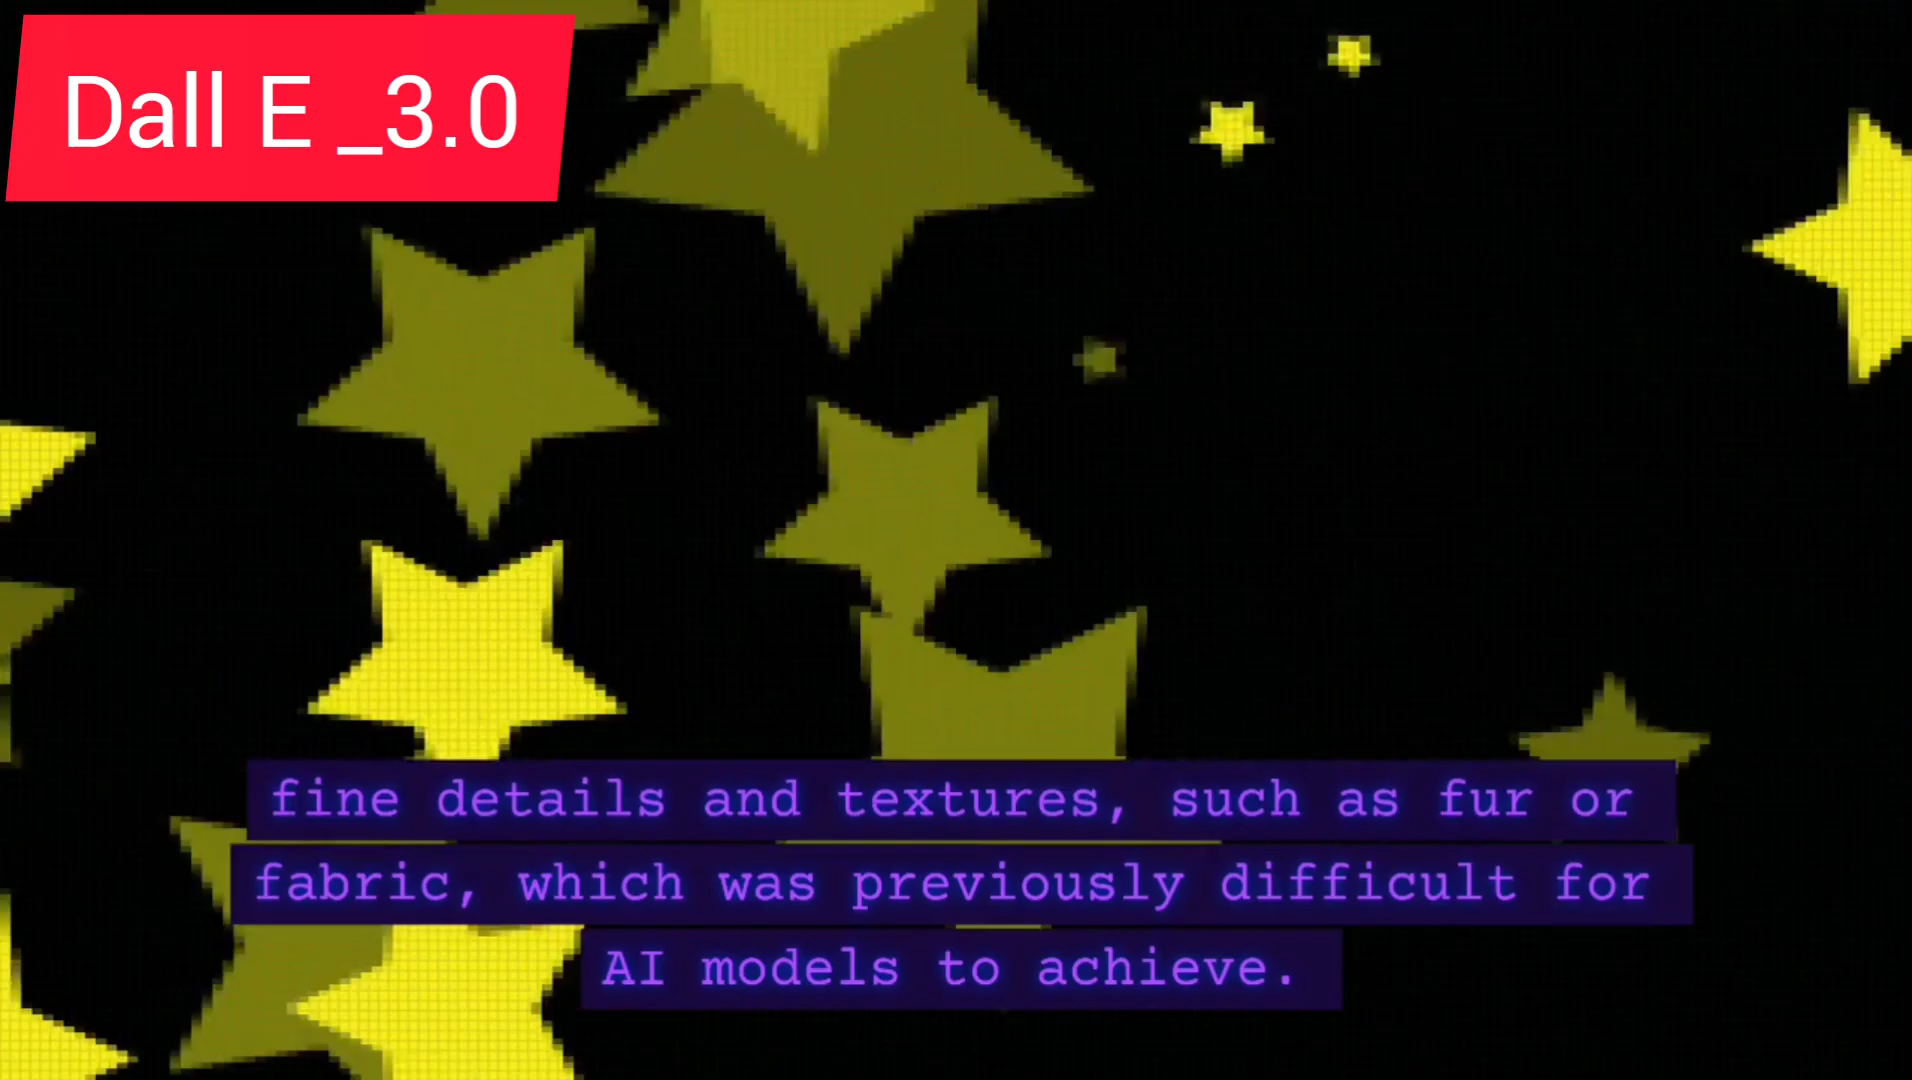 Dall E _3.0
fine details and textures, such as fur or
fabric, which was previously difficult for
AI models to achieve.